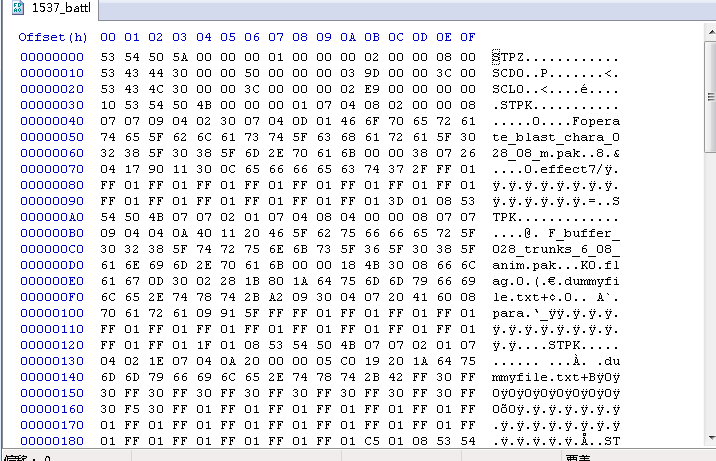 1537_battl
Offset(h) 00 01 02 03 04 05 06 07 08 09 0A 0B 0C 0D 0E 0F
00000000 53 54 50 5A 00 00 00 01 00 00 00 02 00 00 08 00 STPZ............
00000010 53 43 44 30 00 00 50 00 00 00 03 9D 00 00 3C 00 SCD0..P.......<.
00000020 53 43 4C 30 00 00 3C 00 00 00 02 E9 00 00 00 00 SCL0..<....é....
00000030 10 53 54 50 4B 00 00 00 01 07 04 08 02 00 00 08 .STPK...........
00000040 07 07 09 04 02 30 07 04 0D 01 46 6F 70 65 72 61 .....0....Fopera
00000050 74 65 5F 62 6C 61 73 74 5F 63 68 61 72 61 5F 30 te_blast_chara_0
00000060 32 38 5F 30 38 5F 6D 2E 70 61 6B 00 00 38 07 26 28_08_m.pak..8.&
00000070 04 17 90 11 30 0C 65 66 66 65 63 74 37 2F FF 01 ....0.effect7/ÿ.
00000080 FF 01 FF 01 FF 01 FF 01 FF 01 FF 01 FF 01 FF 01 ÿ.ÿ.ÿ.ÿ.ÿ.ÿ.ÿ.ÿ.
00000090 FF 01 FF 01 FF 01 FF 01 FF 01 FF 01 3D 01 08 53 ÿ.ÿ.ÿ.ÿ.ÿ.ÿ.=..S
000000A0 54 50 4B 07 07 02 01 07 04 08 04 00 00 08 07 07 TPK.............
000000B0 09 04 04 0A 40 11 20 46 5F 62 75 66 66 65 72 5F ....@. F_buffer_
000000C0 30 32 38 5F 74 72 75 6E 6B 73 5F 36 5F 30 38 5F 028_trunks_6_08_
000000D0 61 6E 69 6D 2E 70 61 6B 00 00 18 4B 30 08 66 6C anim.pak...K0.fl
000000E0 61 67 0D 30 02 28 1B 80 1A 64 75 6D 6D 79 66 69 ag.0.(.€.dummyfi
000000F0 6C 65 2E 74 78 74 2B A2 09 30 04 07 20 41 60 08 le.txt+¢.0.. A`.
00000100 70 61 72 61 60 09 91 5F FF FF 01 FF 01 FF 01 para.‘_ÿÿ.ÿ.ÿ.ÿ.
00000110 FF 01 FF 01 FF 01 FF 01 FF 01 FF 01 FF 01 FF 01 ÿ.ÿ.ÿ.ÿ.ÿ.ÿ.ÿ.ÿ.
00000120 FF 01 FF 01 1F 01 08 53 54 50 4B 07 07 02 01 07 ÿ.ÿ....STPK.....
00000130 04 02 1E 07 04 0A 20 00 00 05 C0 19 20 1A 64 75 ...... ...À. .du
00000140 6D 6D 79 66 69 6C 65 2E 74 78 74 2B 42 FF 30 FF mmyfile.txt+Bÿ0ÿ
00000150 30 FF 30 FF 30 FF 30 FF 30 FF 30 FF 30 FF 30 FF 0ÿ0ÿ0ÿ0ÿ0ÿ0ÿ0ÿ0ÿ
00000160 30 F5 30 FF 01 FF 01 FF 01 FF 01 FF 01 FF 01 FF 0õ0ÿ.ÿ.ÿ.ÿ.ÿ.ÿ.ÿ
00000170 01 FF 01 FF 01 FF 01 FF 01 FF 01 FF 01 FF 01 FF .ÿ.ÿ.ÿ.ÿ.ÿ.ÿ.ÿ.ÿ
00000180 01 FF 01 FF 01 FF 01 FF 01 FF 01 C5 01 08 53 54 .ÿ.ÿ.ÿ.ÿ.ÿ.Å..ST